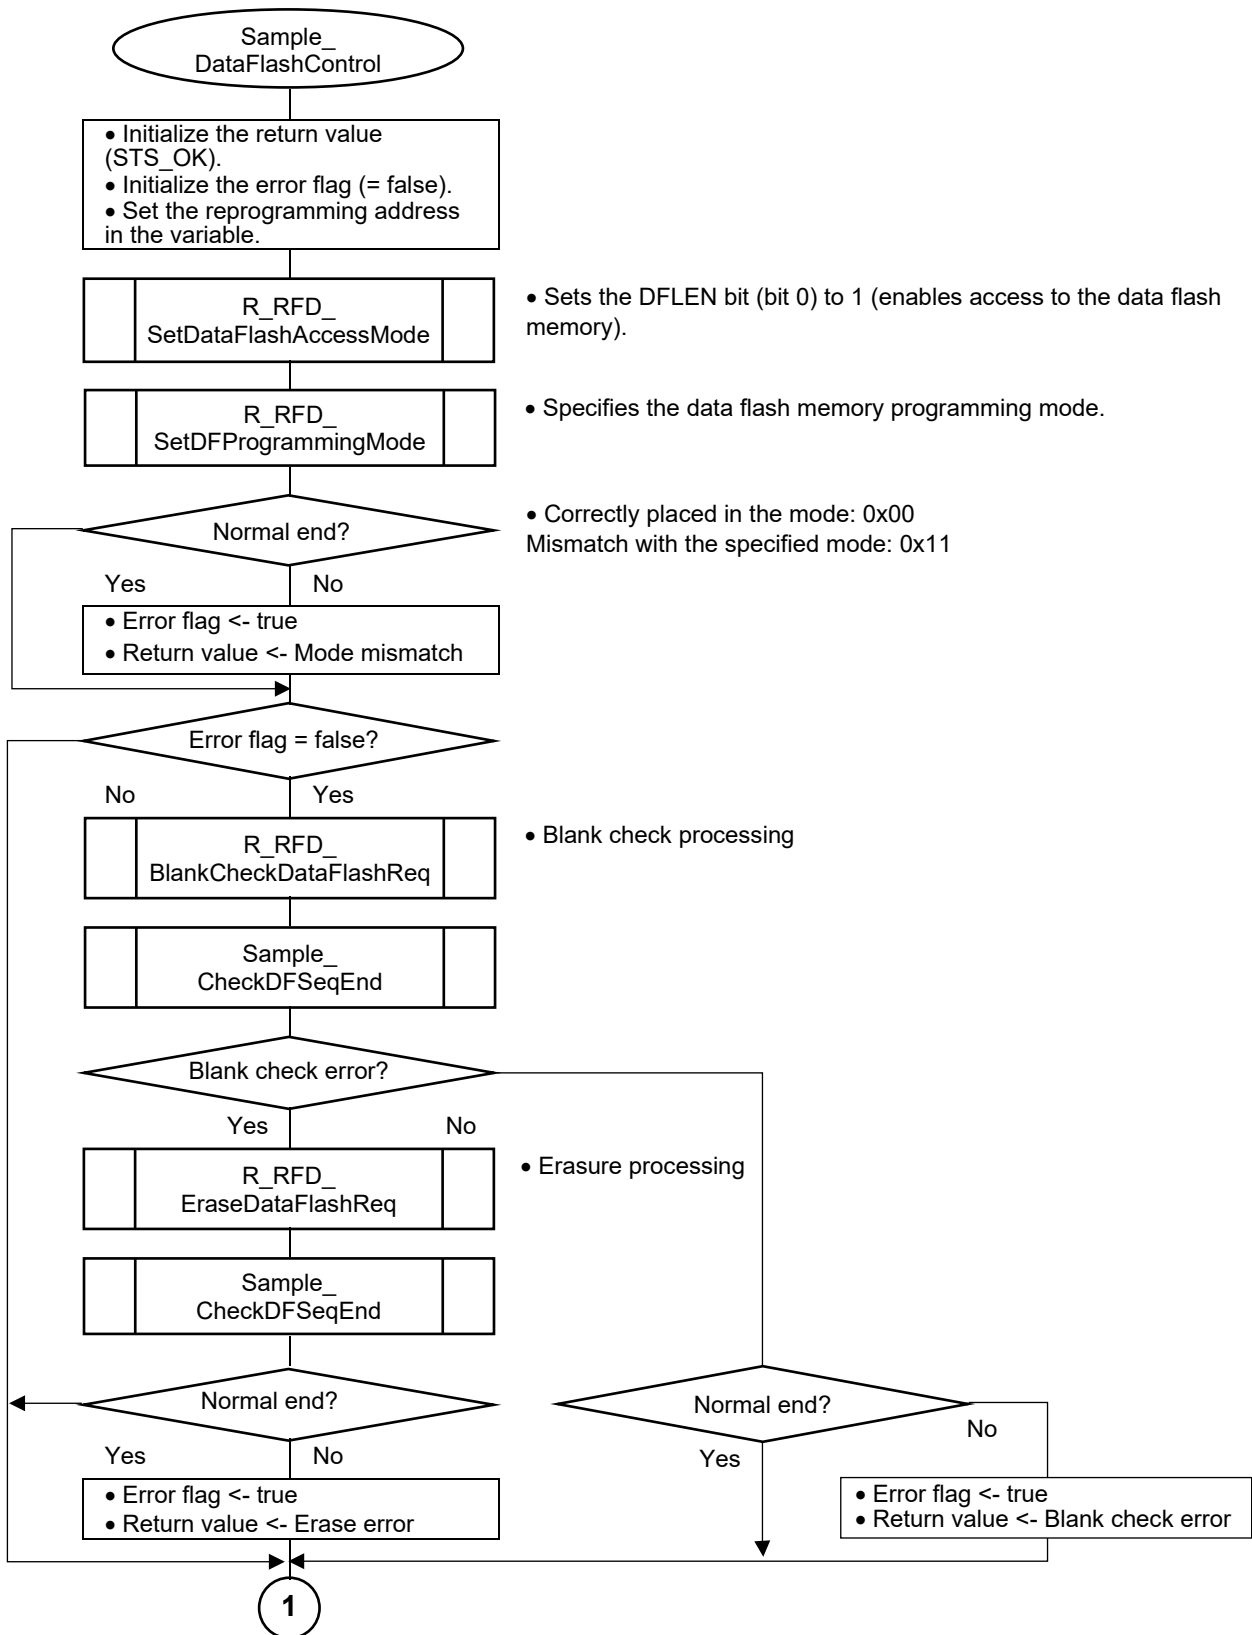 Sample_
DataFlashControl
• Initialize the return value
(STS_OK).
• Initialize the error flag (= false).
• Set the reprogramming address
in the variable.
R_RFD_
SetDataFlashAccessMode
• Sets the DFLEN bit (bit 0) to 1 (enables access to the data flash
memory).
R_RFD_
SetDFProgrammingMode
• Specifies the data flash memory programming mode.
Normal end?
• Correctly placed in the mode: 0x00
Mismatch with the specified mode: 0x11
Yes
No
• Error flag <- true
• Return value <- Mode mismatch
Error flag = false?
No
Yes
R_RFD_
BlankCheckDataFlashReq
• Blank check processing
Sample_
CheckDFSeqEnd
Blank check error?
Yes
No
R_RFD_
EraseDataFlashReq
• Erasure processing
Sample_
CheckDFSeqEnd
Normal end?
Yes
No
• Error flag <- true
• Return value <- Erase error
Normal end?
Yes
No
• Error flag <- true
• Return value <- Blank check error
1